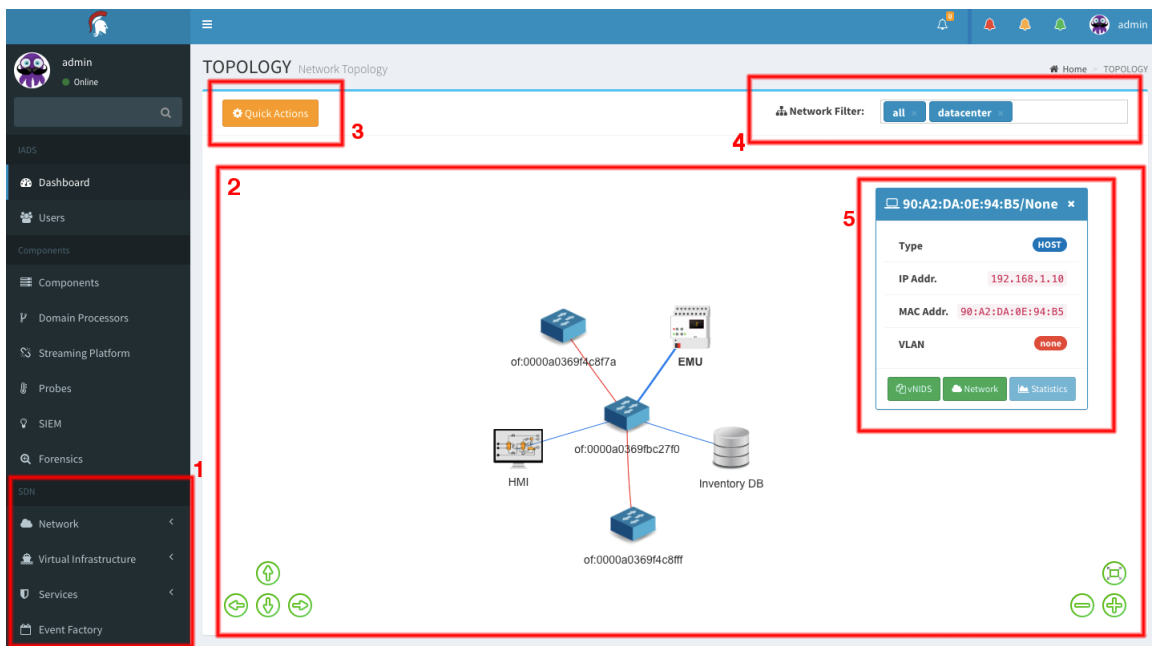 8
admin
admin
Online
TOPOLOGY Network Topology
Home > TOPOLOGY
Quick Actions
3
Network Filter:
all ×
datacenter ×
4
IADS
Dashboard
Users
Components
Components
Domain Processors
Streaming Platform
Probes
SIEM
Forensics
1
SDN
Network
Virtual Infrastructure
Services
Event Factory
2
of:0000a0369f4c8f7a
EMU
of:0000a0369fbc27f0
HMI
Inventory DB
of:0000a0369f4c8fff
5
90:A2:DA:0E:94:B5/None ×
Type HOST
IP Addr. 192.168.1.10
MAC Addr. 90:A2:DA:0E:94:B5
VLAN none
vNIDS Network Statistics